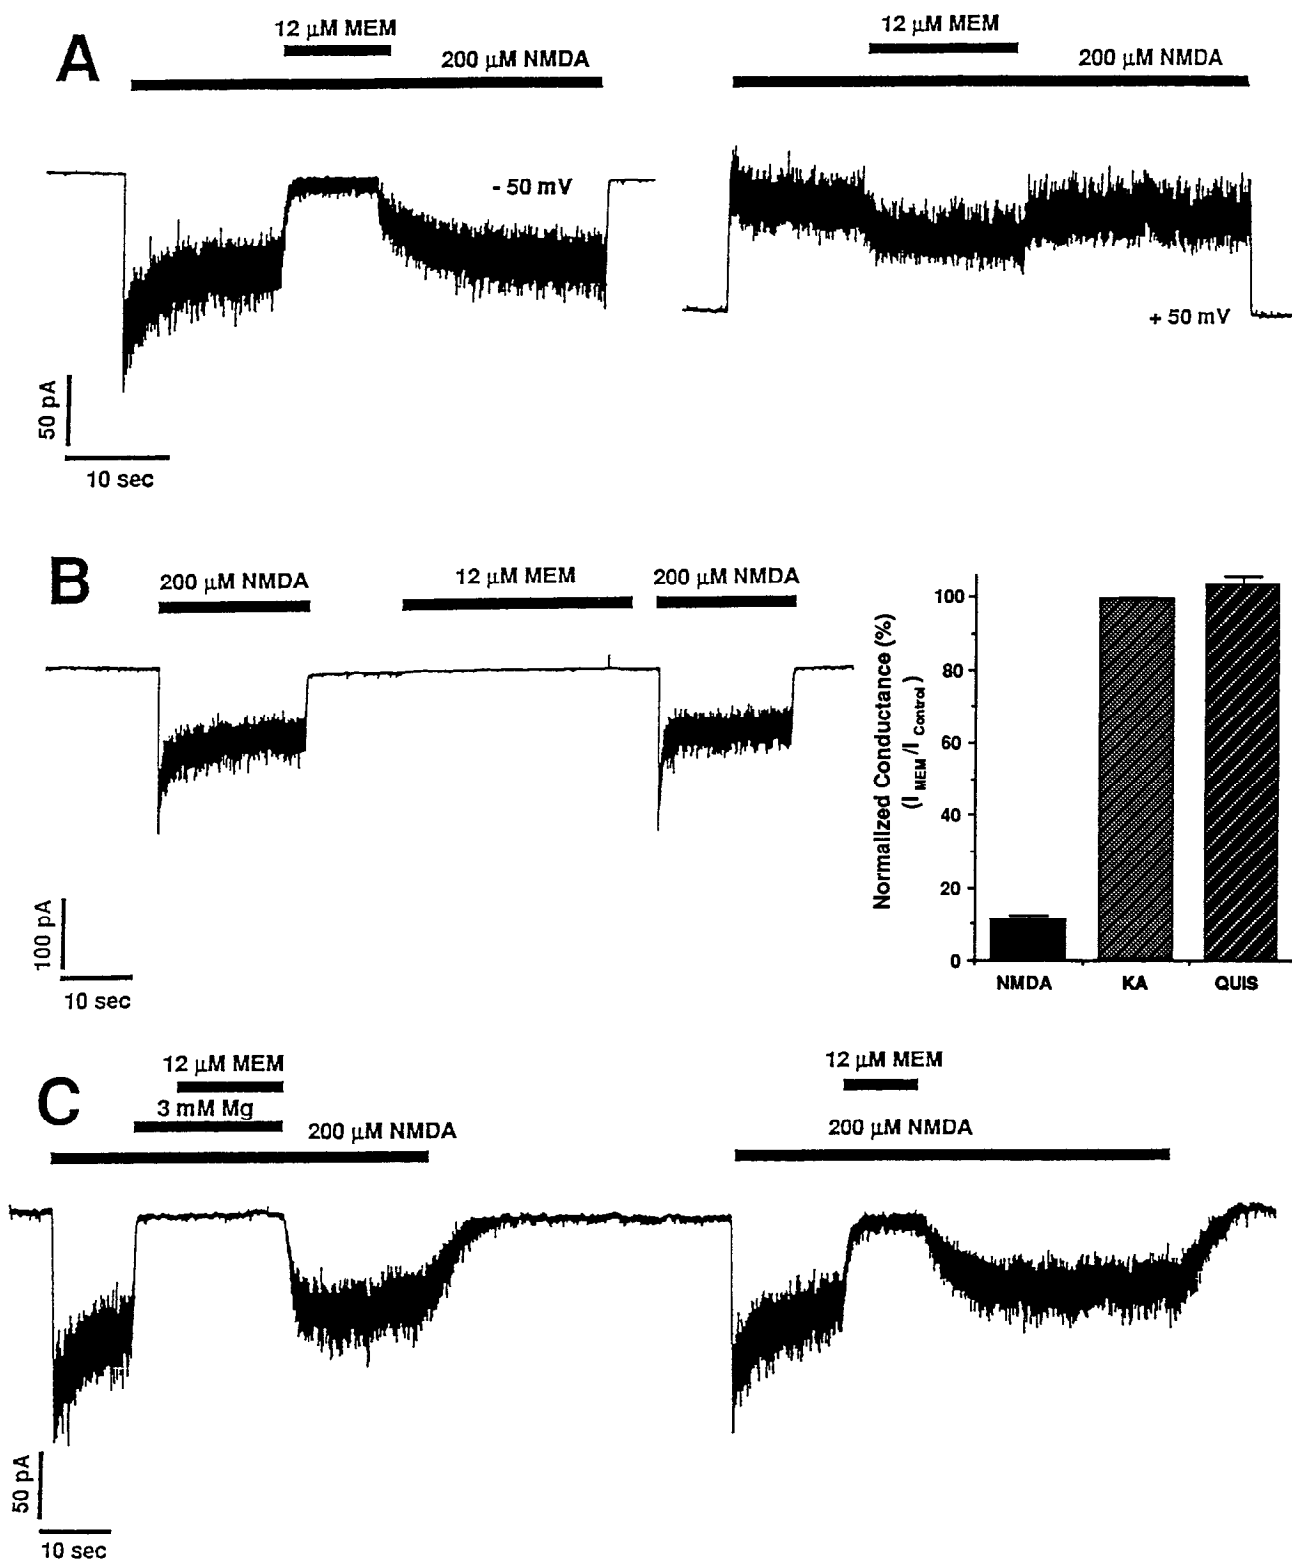 A
12 μM MEM
200 μM NMDA
- 50 mV
50 pA
10 sec
12 μM MEM
200 μM NMDA
+ 50 mV
B
200 μM NMDA
12 μM MEM
200 μM NMDA
100 pA
10 sec
Normalized Conductance (%)
(I MEM /I Control)
100
80
60
40
20
0
NMDA
KA
QUIS
C
12 μM MEM
3 mM Mg
200 μM NMDA
12 μM MEM
200 μM NMDA
50 pA
10 sec